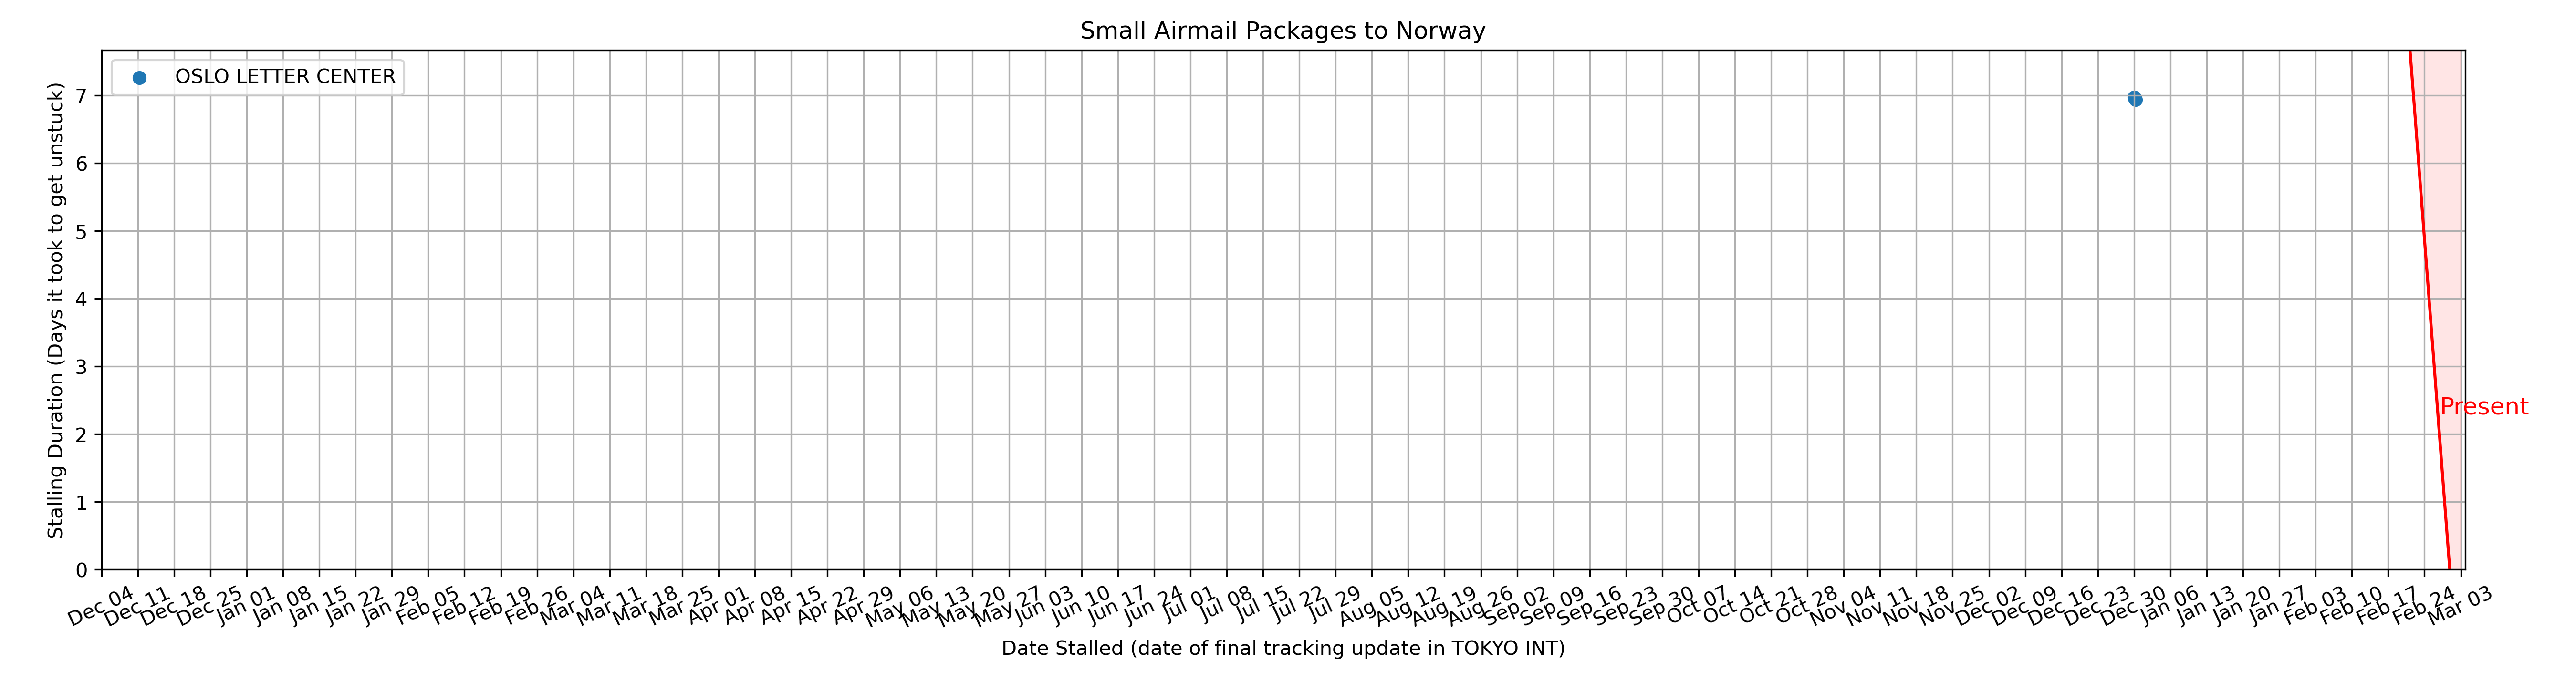 Small Airmail Packages to Norway
OSLO LETTER CENTER
Stalling Duration (Days it took to get unstuck)
7
6
5
4
3
2
1
0
Present
Dec 04 Dec 11 Dec 18 Dec 25 Jan 01 Jan 08 Jan 15 Jan 22 Jan 29 Feb 05 Feb 12 Feb 19 Feb 26 Mar 04 Mar 11 Mar 18 Mar 25 Apr 01 Apr 08 Apr 15 Apr 22 Apr 29 May 06 May 13 May 20 May 27 Jun 03 Jun 10 Jun 17 Jun 24 Jul 01 Jul 08 Jul 15 Jul 22 Jul 29 Aug 05 Aug 12 Aug 19 Aug 26 Sep 02 Sep 09 Sep 16 Sep 23 Sep 30 Oct 07 Oct 14 Oct 21 Oct 28 Nov 04 Nov 11 Nov 18 Nov 25 Dec 02 Dec 09 Dec 16 Dec 23 Dec 30 Jan 06 Jan 13 Jan 20 Jan 27 Feb 03 Feb 10 Feb 17 Feb 24 Mar 03
Date Stalled (date of final tracking update in TOKYO INT)